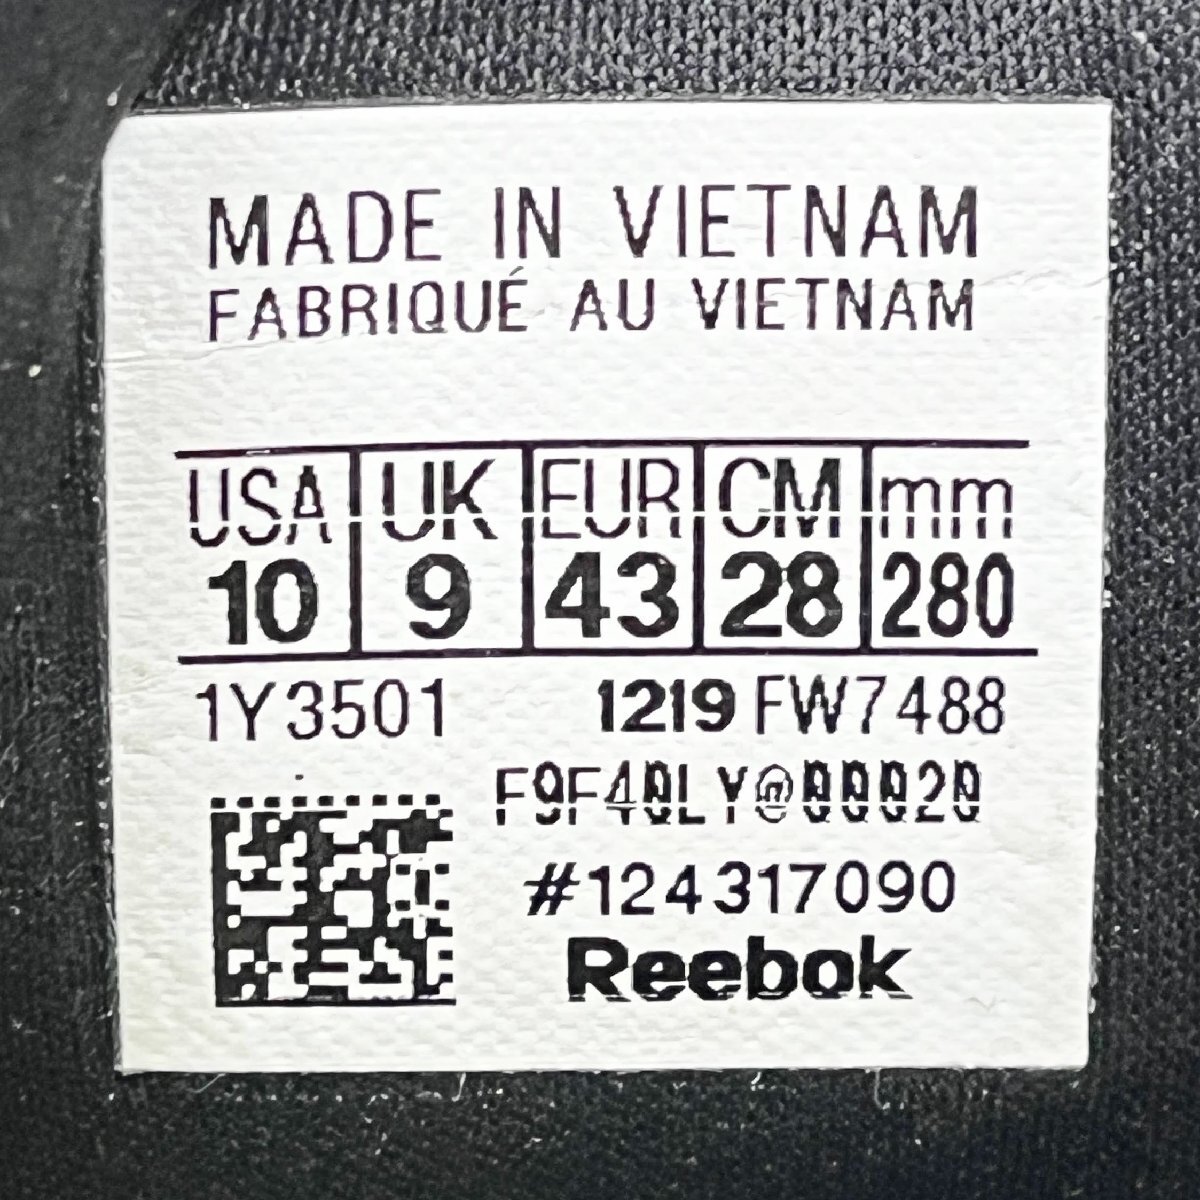 MADE IN VIETNAM
FABRIQUÉ AU VIETNAM
USA UK EUR CM mm
10 9 43 28 280
1Y3501 1219 FW7488
F9F40LY@00020
#124317090
Reebok